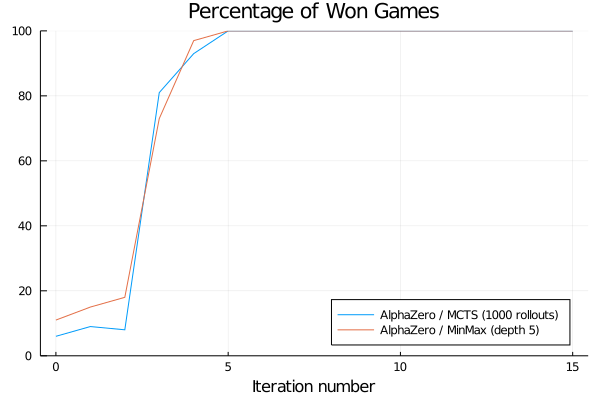 Percentage of Won Games
100
80
60
40
20
0
0
5
10
15
AlphaZero / MCTS (1000 rollouts)
AlphaZero / MinMax (depth 5)
Iteration number